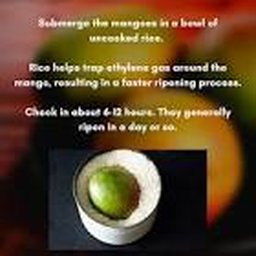 Submerge the mangoes in a bowl of
uncooked rice.
Rice helps trap ethylene gas around the
mango, resulting in a faster ripening process.
Check in about 6-12 hours. They generally
ripen in a day or so.